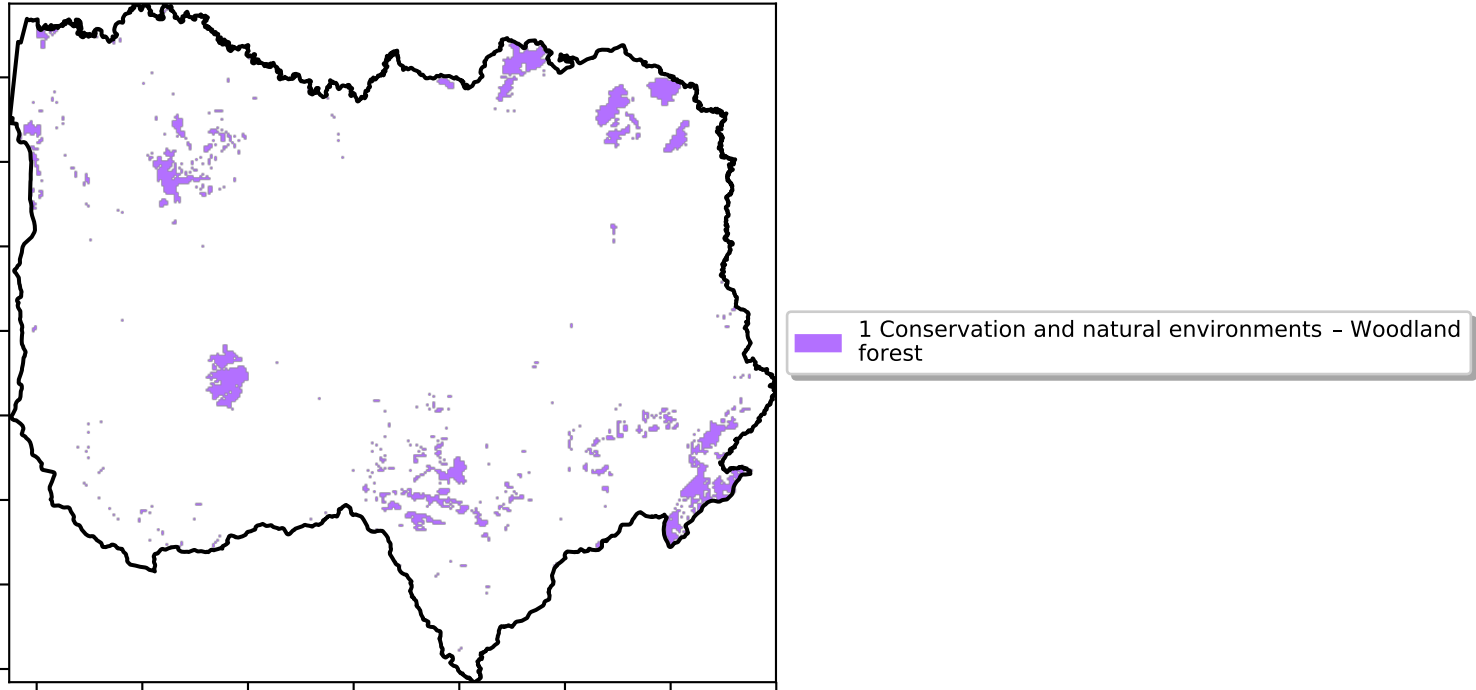 1 Conservation and natural environments – Woodland
forest